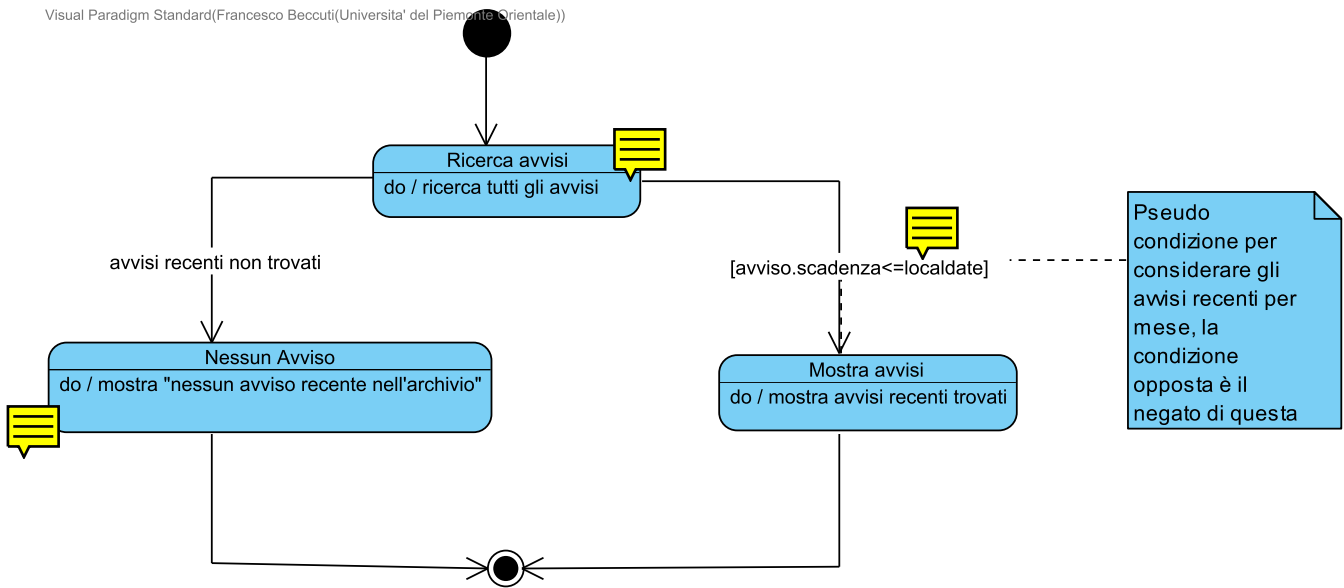 Visual Paradigm Standard(Francesco Beccuti(Universita' del Piemonte Orientale))
Ricerca avvisi
do / ricerca tutti gli avvisi
avvisi recenti non trovati
[avviso.scadenza<=localdate]
Pseudo
condizione per
considerare gli
avvisi recenti per
mese, la
condizione
opposta è il
negato di questa
Nessun Avviso
do / mostra "nessun avviso recente nell'archivio"
Mostra avvisi
do / mostra avvisi recenti trovati